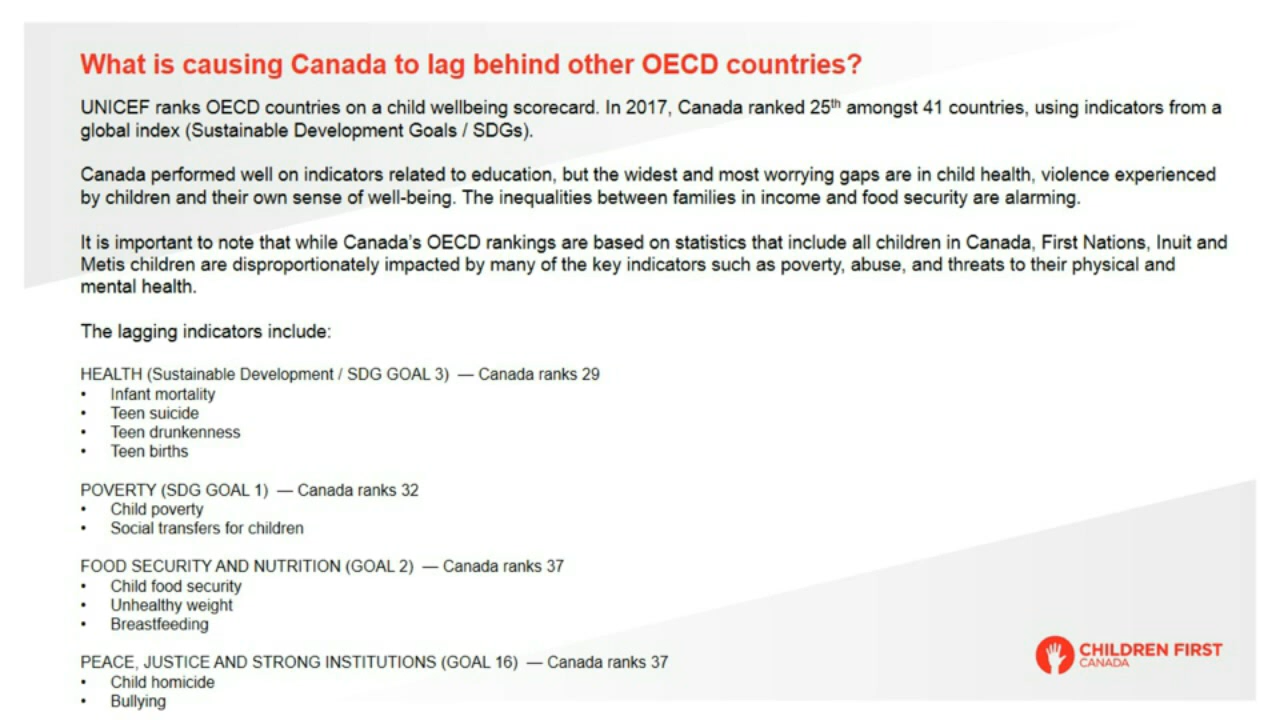 What is causing Canada to lag behind other OECD countries?
UNICEF ranks OECD countries on a child wellbeing scorecard. In 2017, Canada ranked 25th amongst 41 countries, using indicators from a
global index (Sustainable Development Goals / SDGs).
Canada performed well on indicators related to education, but the widest and most worrying gaps are in child health, violence experienced
by children and their own sense of well-being. The inequalities between families in income and food security are alarming.
It is important to note that while Canada's OECD rankings are based on statistics that include all children in Canada, First Nations, Inuit and
Metis children are disproportionately impacted by many of the key indicators such as poverty, abuse, and threats to their physical and
mental health.
The lagging indicators include:
HEALTH (Sustainable Development / SDG GOAL 3) — Canada ranks 29
• Infant mortality
• Teen suicide
• Teen drunkenness
• Teen births
POVERTY (SDG GOAL 1) — Canada ranks 32
• Child poverty
• Social transfers for children
FOOD SECURITY AND NUTRITION (GOAL 2) — Canada ranks 37
• Child food security
• Unhealthy weight
• Breastfeeding
PEACE, JUSTICE AND STRONG INSTITUTIONS (GOAL 16) — Canada ranks 37
• Child homicide
• Bullying
CHILDREN FIRST
CANADA